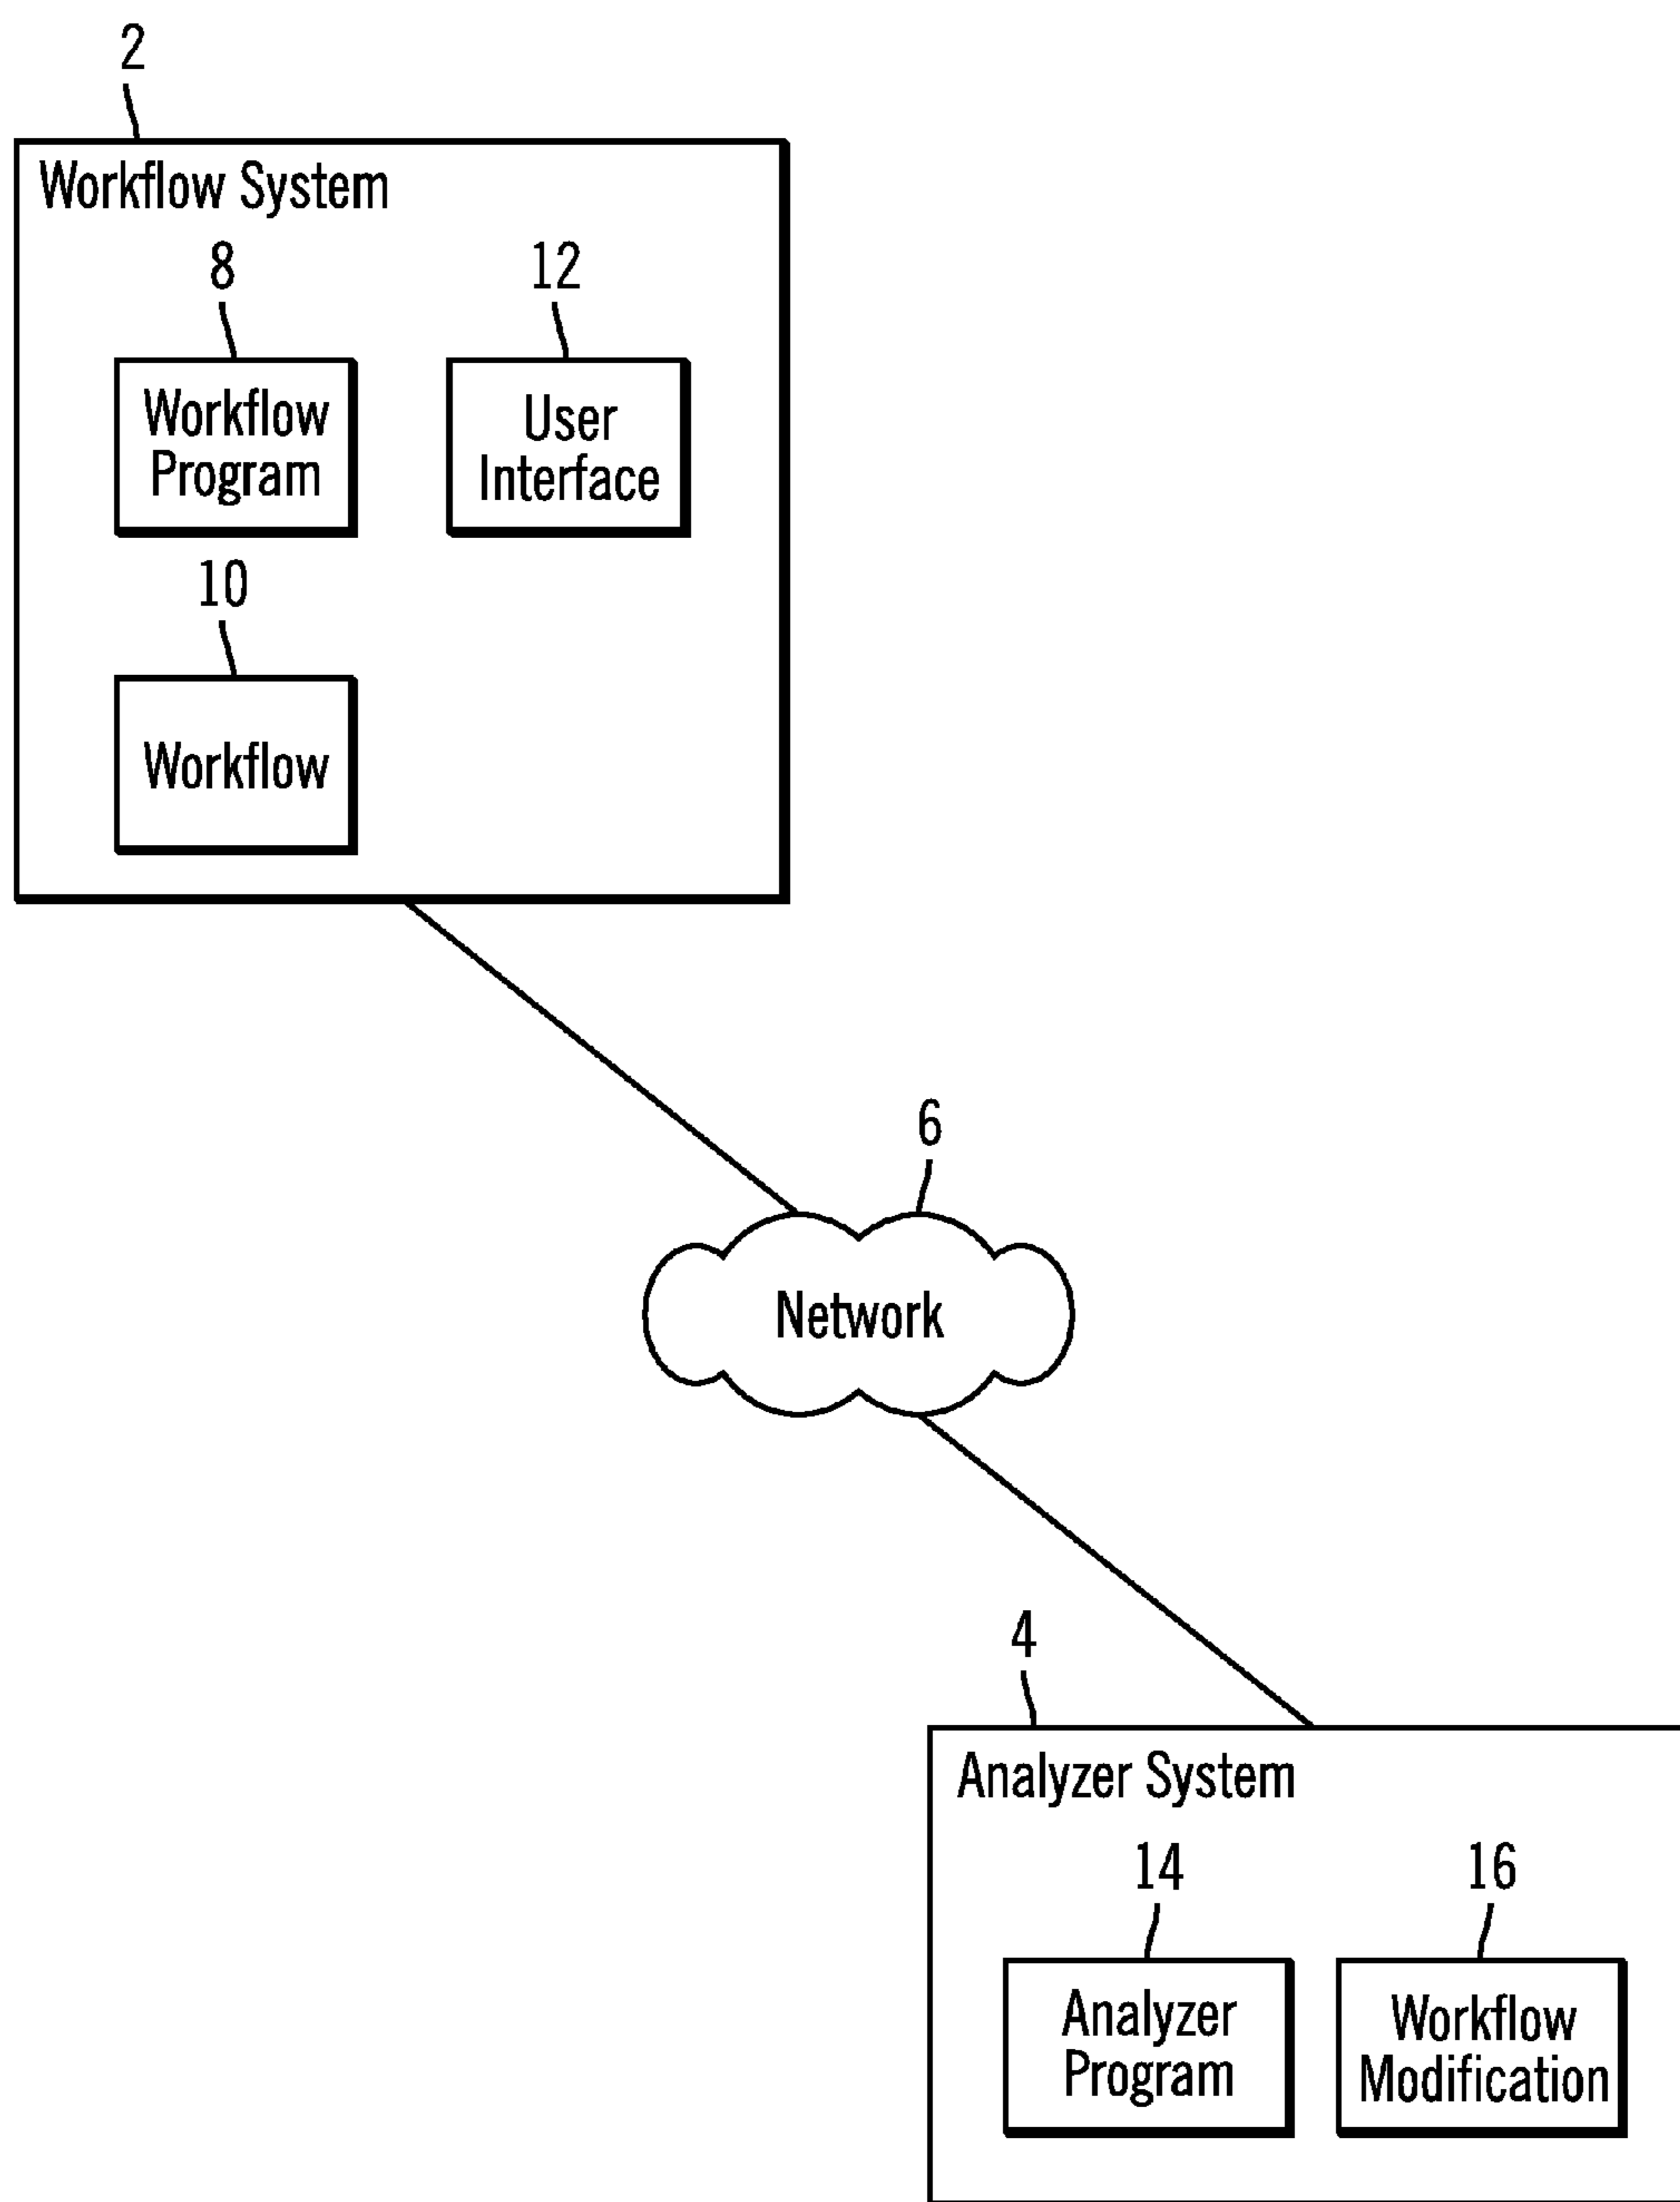 2
Workflow System
8
12
Workflow
Program
User
Interface
10
Workflow
6
Network
4
Analyzer System
14
16
Analyzer
Program
Workflow
Modification